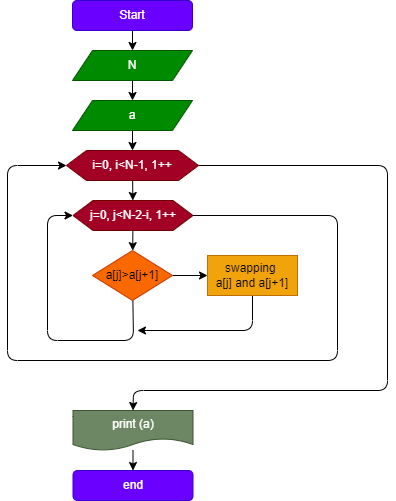 Start
N
a
i=0, i<N-1, 1++
j=0, j<N-2-i, 1++
a[j]>a[j+1]
swapping
a[j] and a[j+1]
print (a)
end